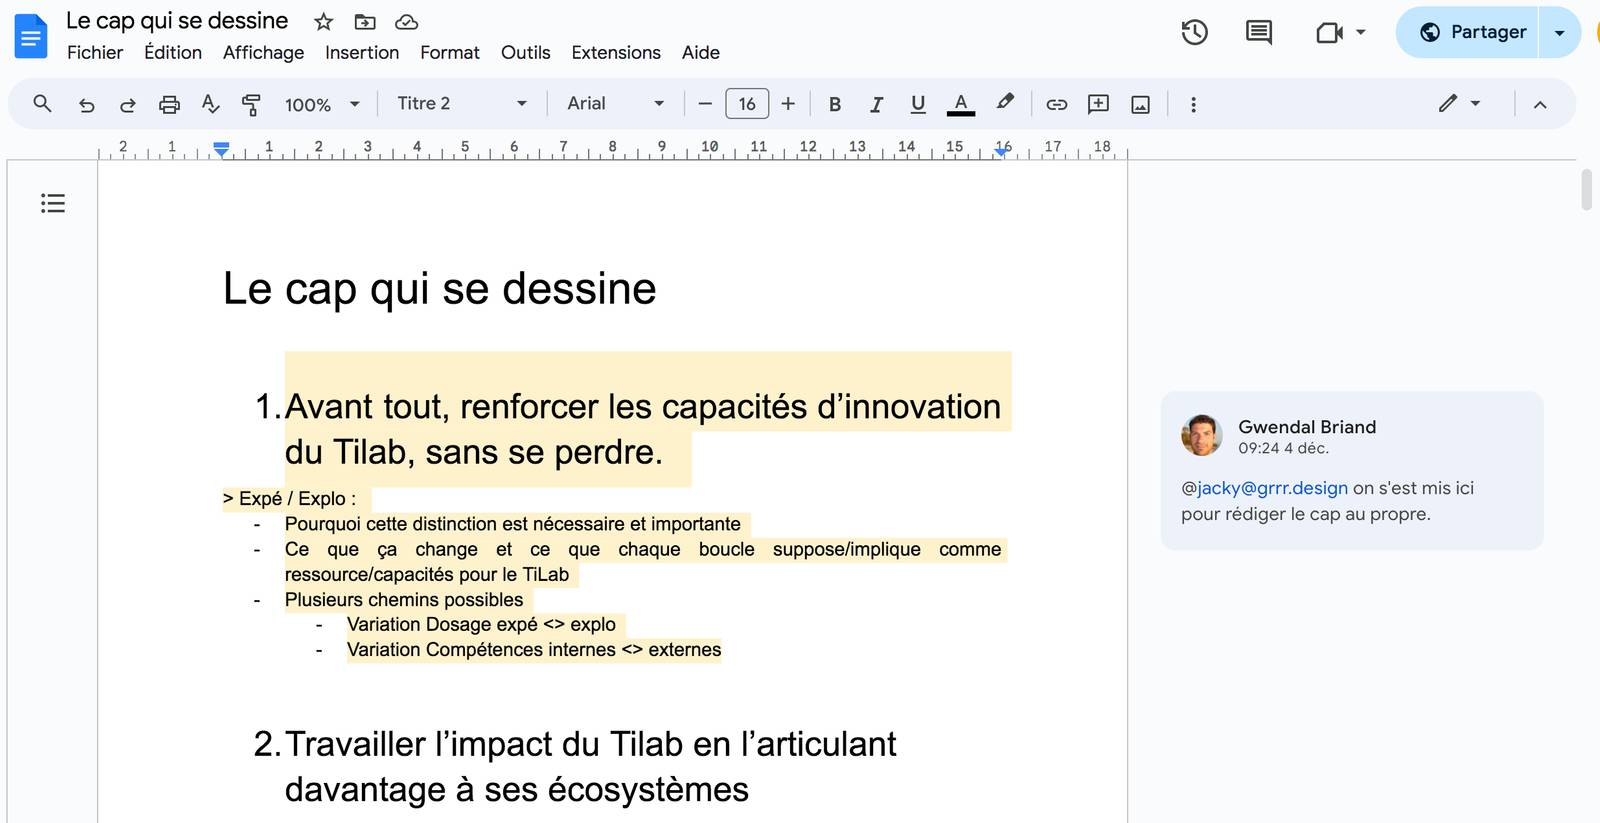 Le cap qui se dessine
Fichier Édition Affichage Insertion Format Outils Extensions Aide
Partager
100% Titre 2 Arial 16 B I U A
2 1 1 2 3 4 5 6 7 8 9 10 11 12 13 14 15 16 17 18
Le cap qui se dessine
1. Avant tout, renforcer les capacités d’innovation
du Tilab, sans se perdre.
> Expé / Explo :
- Pourquoi cette distinction est nécessaire et importante
- Ce que ça change et ce que chaque boucle suppose/implique comme
ressource/capacités pour le TiLab
- Plusieurs chemins possibles
- Variation Dosage expé <> explo
- Variation Compétences internes <> externes
2. Travailler l’impact du Tilab en l’articulant
davantage à ses écosystèmes
Gwendal Briand
09:24 4 déc.
@jacky@grrr.design on s'est mis ici
pour rédiger le cap au propre.